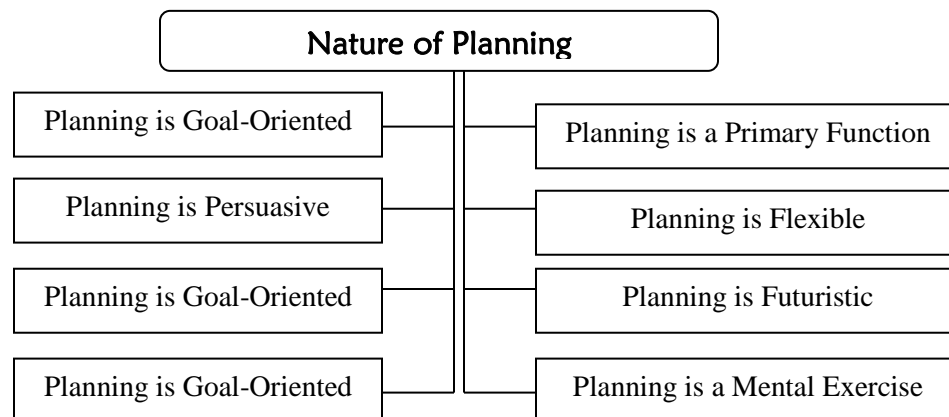 Nature of Planning
Planning is Goal-Oriented
Planning is a Primary Function
Planning is Persuasive
Planning is Flexible
Planning is Goal-Oriented
Planning is Futuristic
Planning is Goal-Oriented
Planning is a Mental Exercise